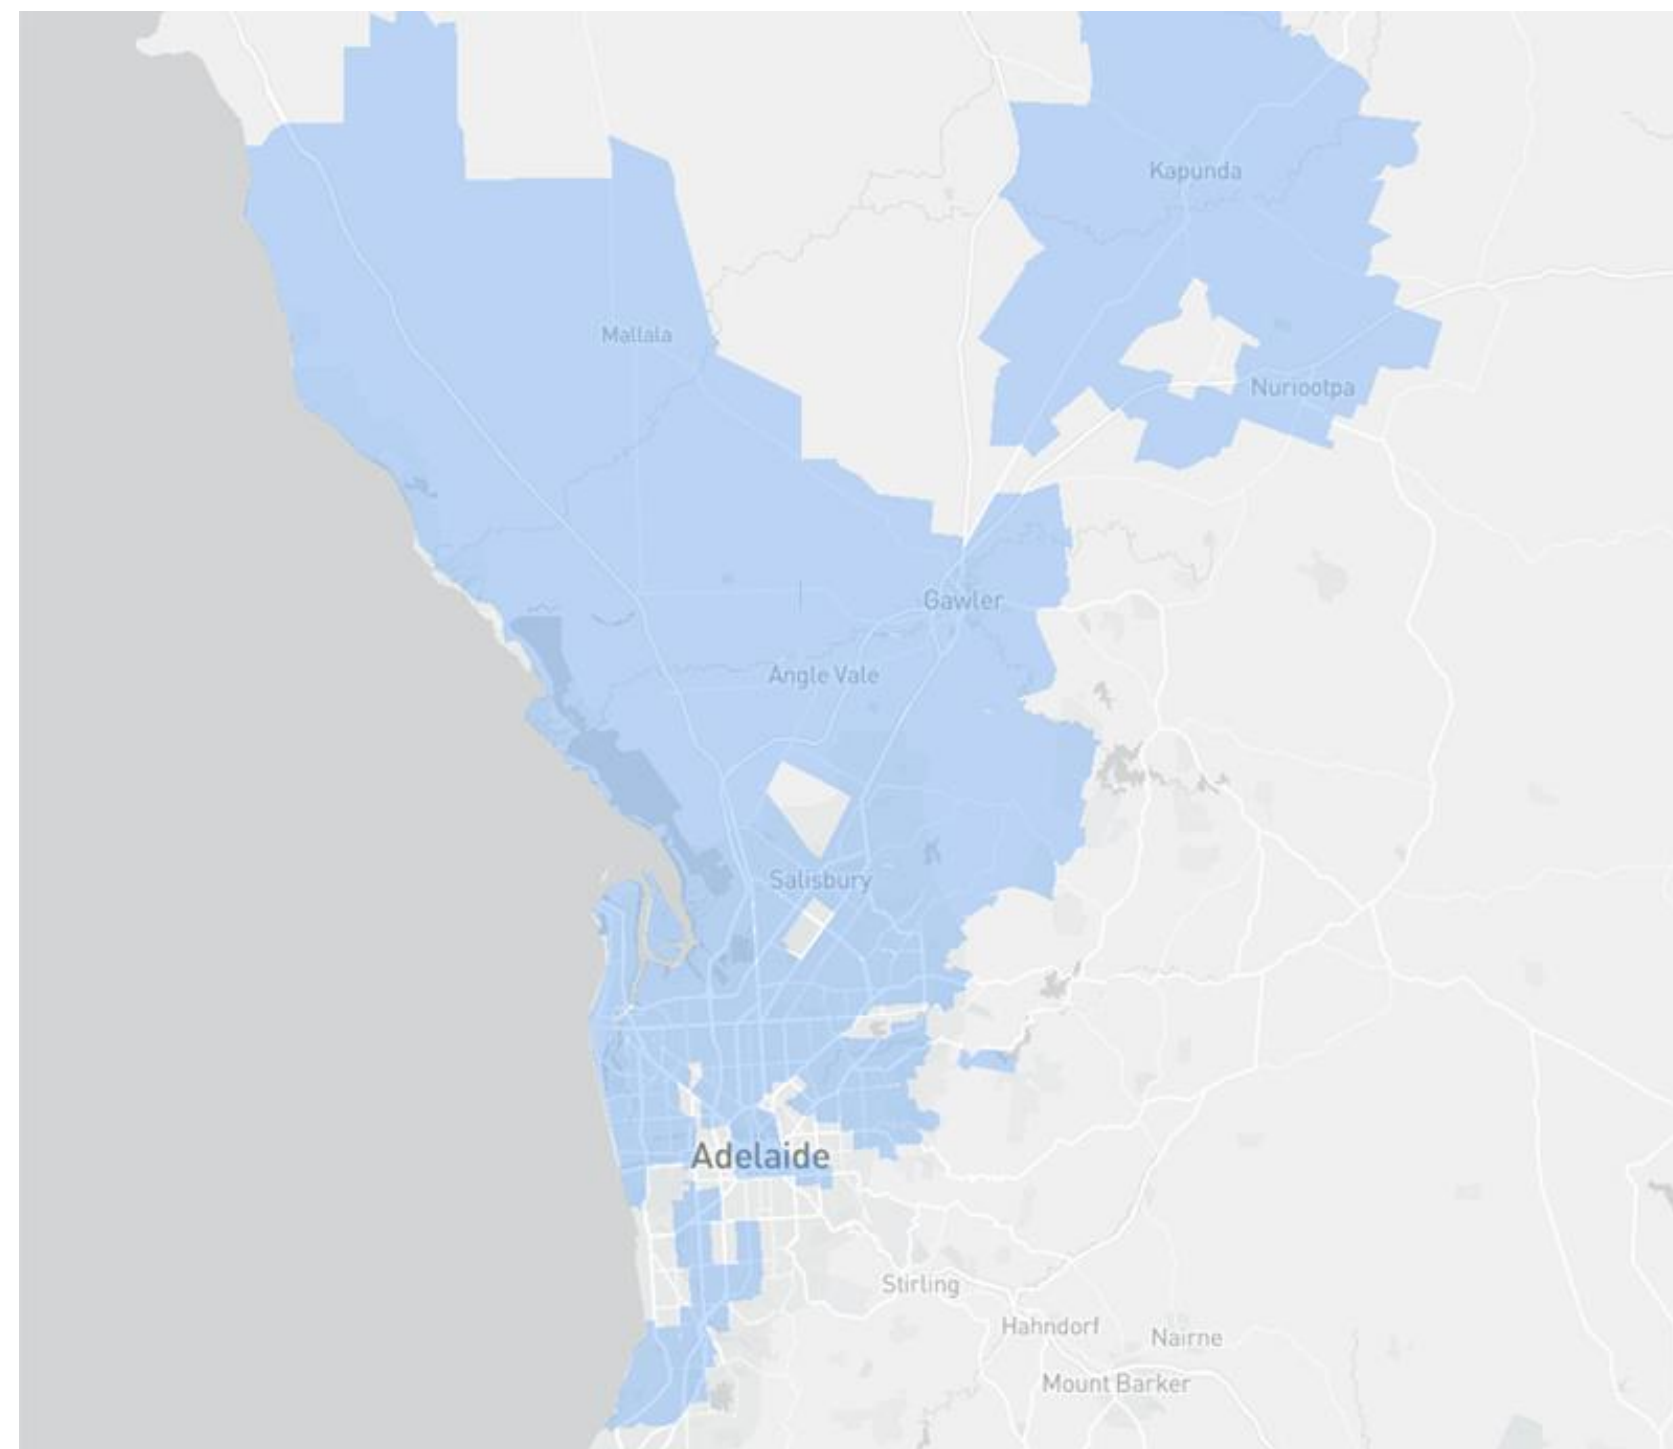 Kapunda
Mallala
Nuriootpa
Gawler
Angle Vale
Salisbury
Adelaide
Stirling
Hahndorf
Nairne
Mount Barker